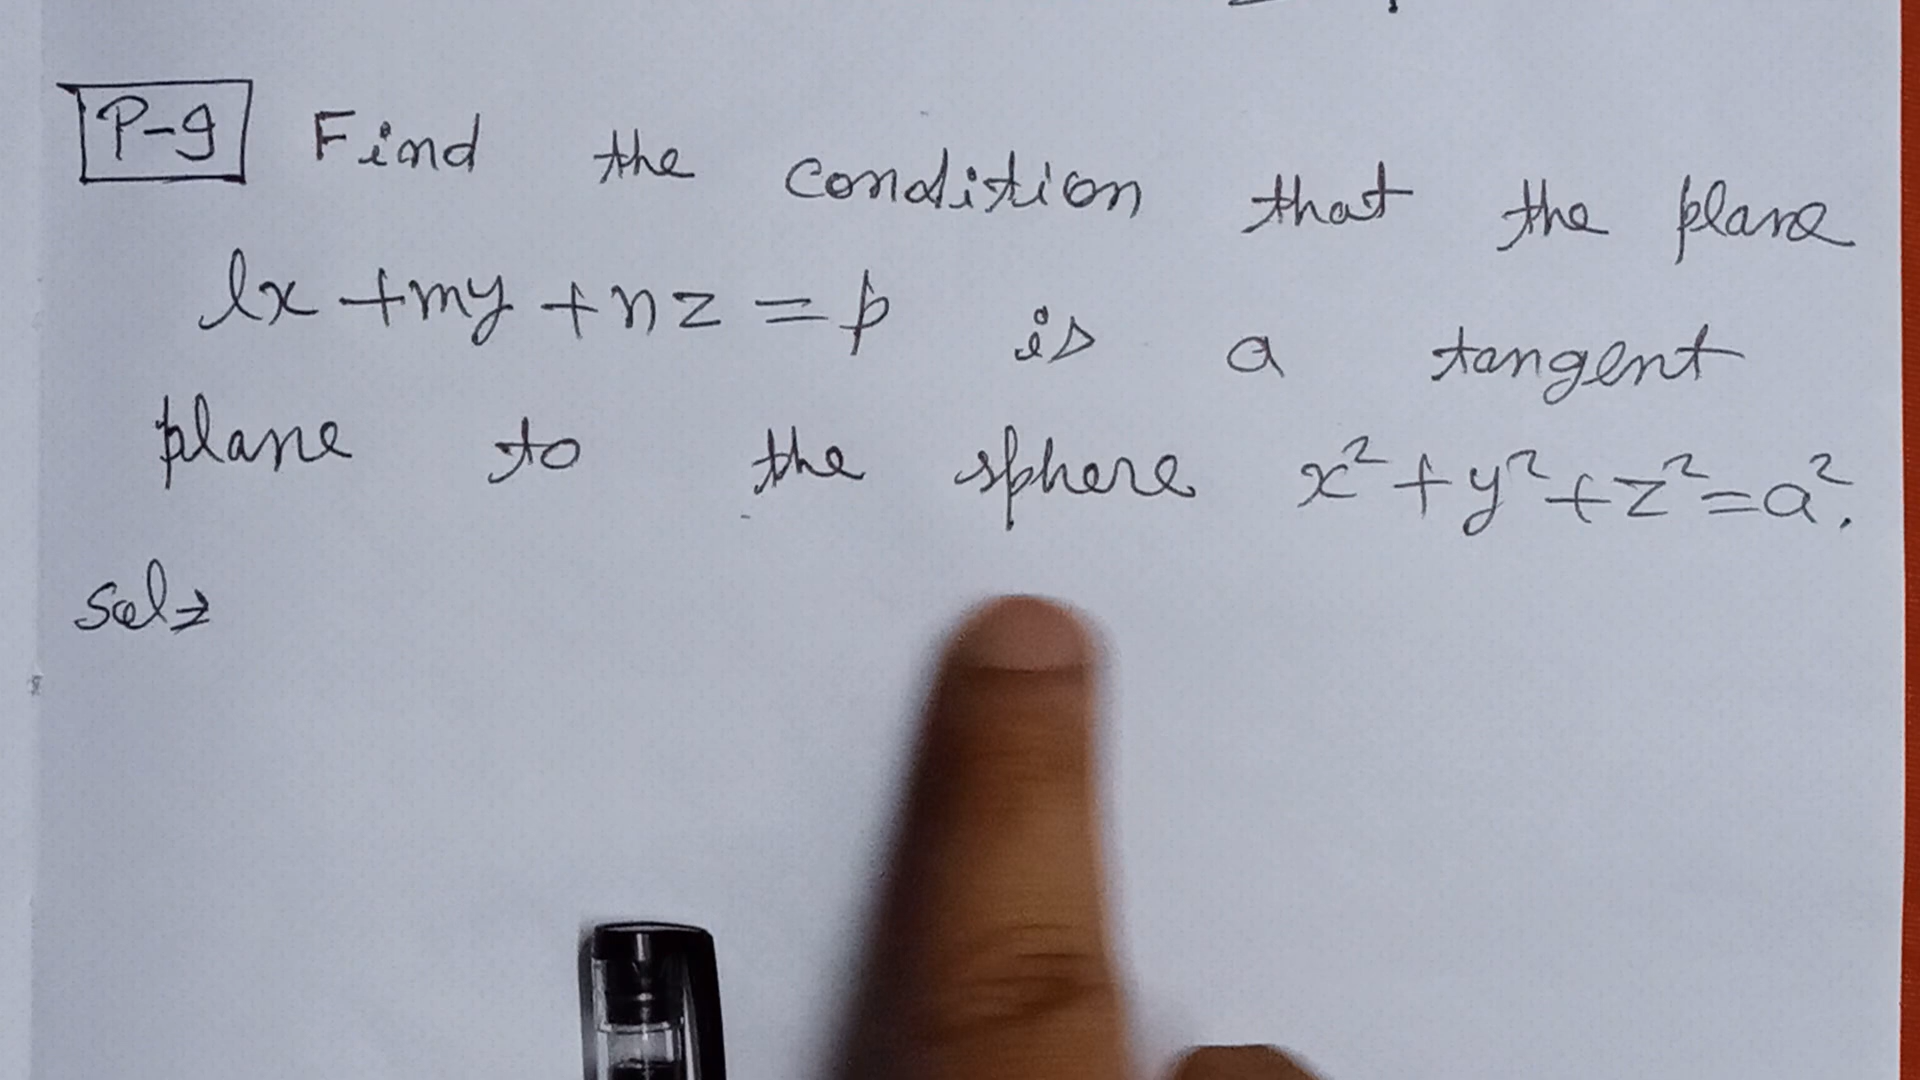 P-9 Find the condition that the plane
lx + my + nz = p is a tangent
plane to the sphere x² + y² + z² = a².
Sol→